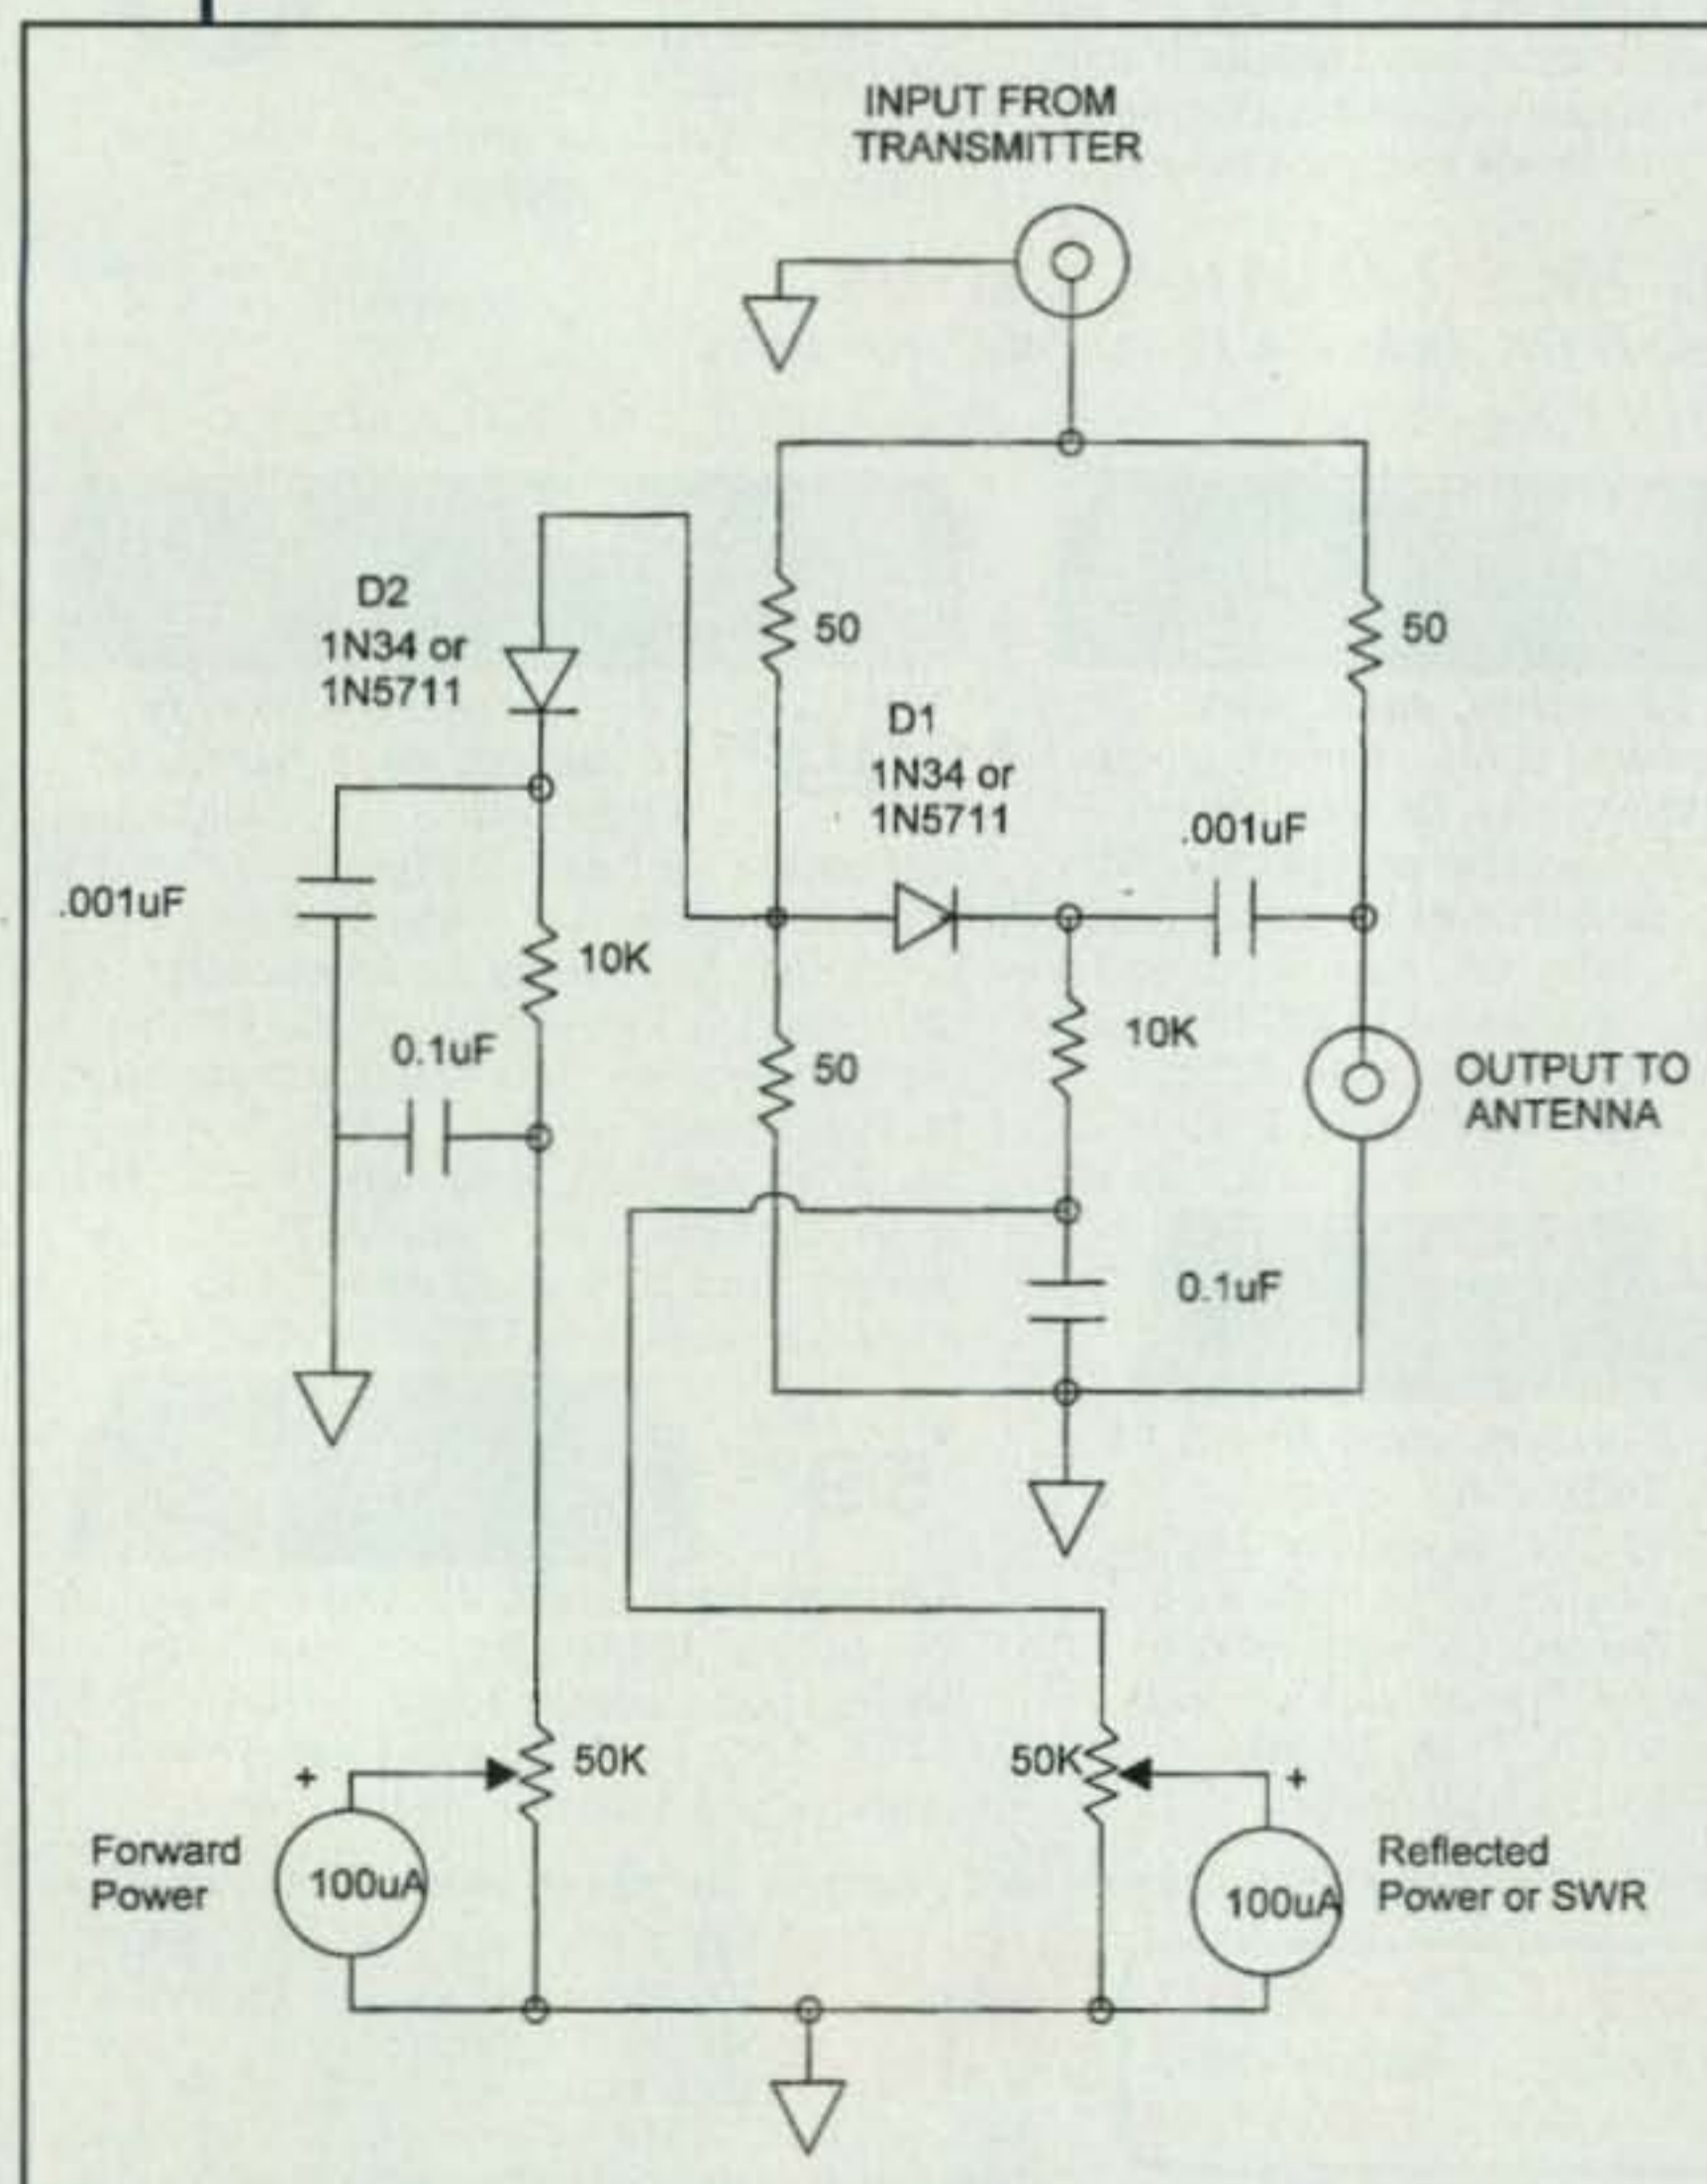 INPUT FROM
TRANSMITTER
D2
1N34 or
1N5711
50
50
D1
1N34 or
1N5711
.001uF
.001uF
10K
10K
0.1uF
50
OUTPUT TO
ANTENNA
0.1uF
50K
50K
+
+
Forward
Power
100uA
100uA
Reflected
Power or SWR